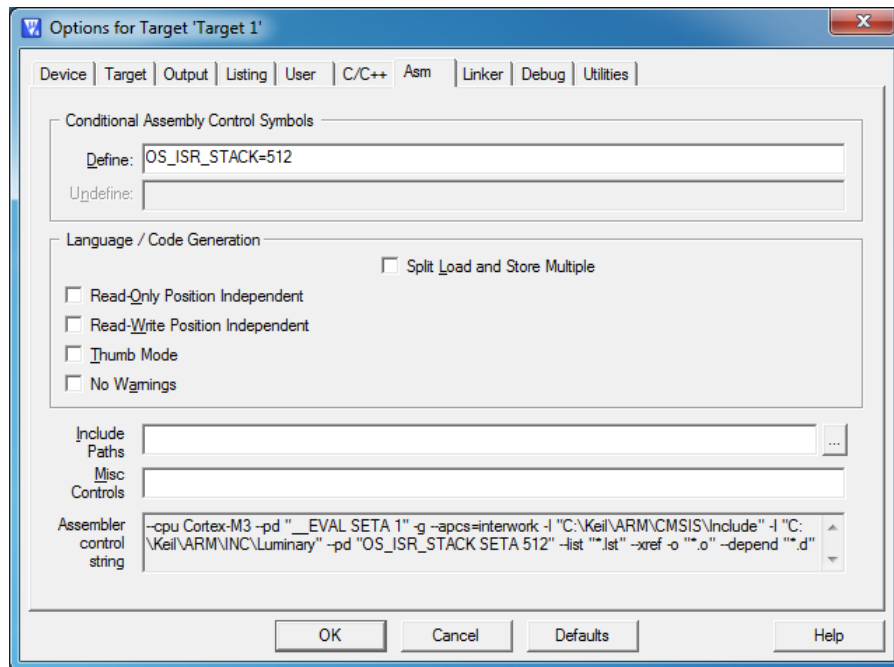 Options for Target 'Target 1'
Device Target Output Listing User C/C++ Asm Linker Debug Utilities
Conditional Assembly Control Symbols
Define: OS_ISR_STACK=512
Undefine:
Language / Code Generation
Split Load and Store Multiple
Read-Only Position Independent
Read-Write Position Independent
Thumb Mode
No Warnings
Include
Paths
...
Misc
Controls
Assembler
control
string
--cpu Cortex-M3 --pd "__EVAL SETA 1" -g --apcs=interwork -I "C:\Keil\ARM\CMSIS\Include" -I "C:
\Keil\ARM\INC\Luminary" --pd "OS_ISR_STACK SETA 512" --list "*.lst" --xref -o "*.o" --depend "*.d"
OK Cancel Defaults Help